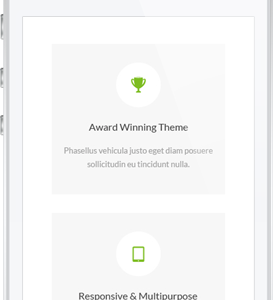 Award Winning Theme
Phasellus vehicula justo eget diam posuere
sollicitudin eu tincidunt nulla.
Responsive & Multipurpose